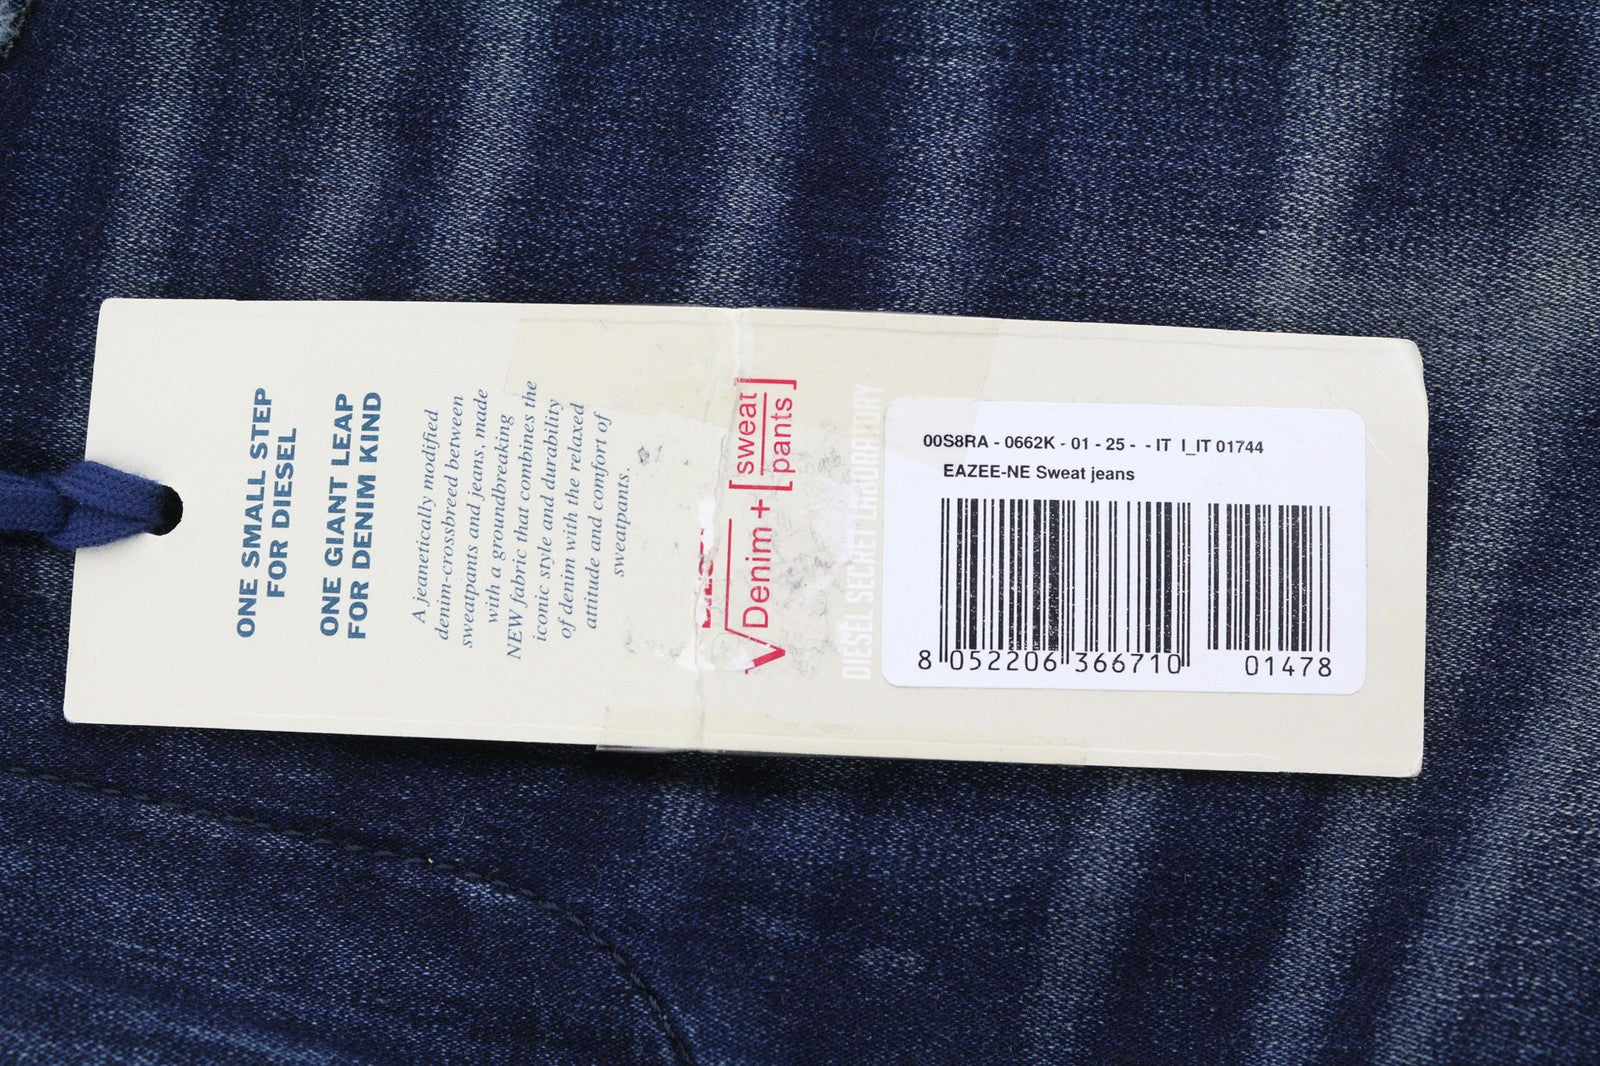 ONE SMALL STEP
FOR DIESEL
ONE GIANT LEAP
FOR DENIM KIND
A jeanetically modified
denim-crossbreed between
sweatpants and jeans, made
with a groundbreaking
NEW fabric that combines the
iconic style and durability
of denim with the relaxed
attitude and comfort of
sweatpants.
√Denim + [sweat
pants]
DIESEL SECRET LABORATORY
00S8RA - 0662K - 01 - 25 - - IT I_IT 01744
EAZEE-NE Sweat jeans
8 052206 366710 01478